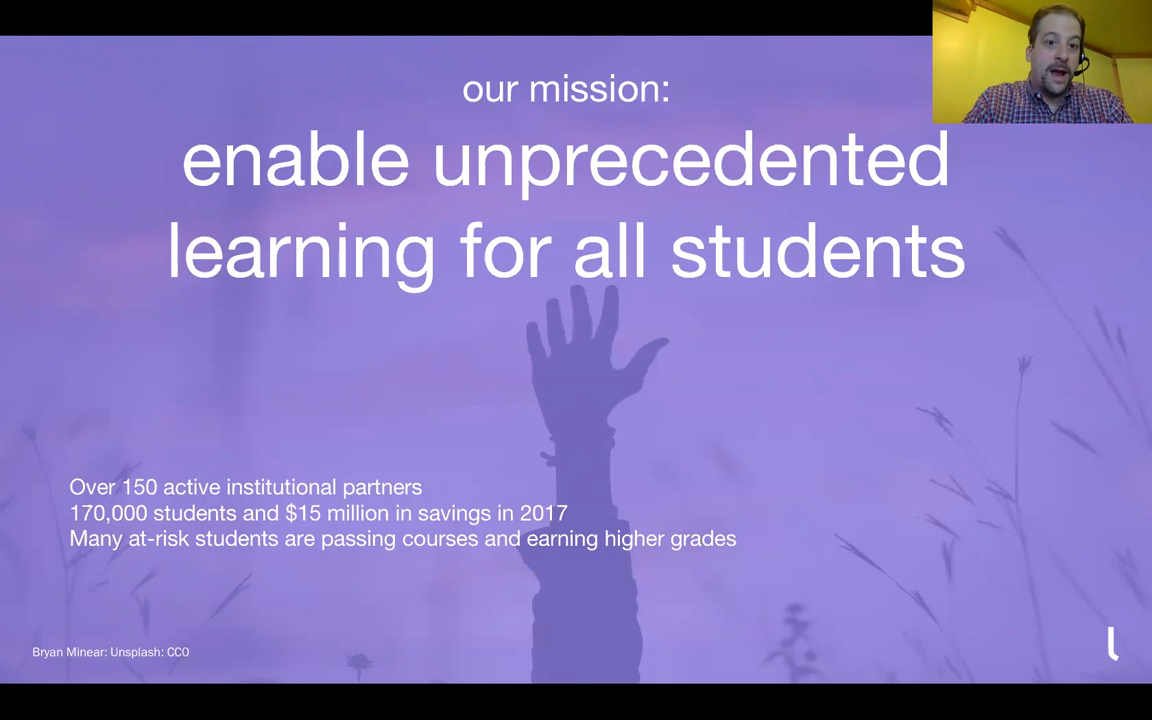 our mission:
enable unprecedented
learning for all students
Over 150 active institutional partners
170,000 students and $15 million in savings in 2017
Many at-risk students are passing courses and earning higher grades
Bryan Minear: Unsplash: CC0